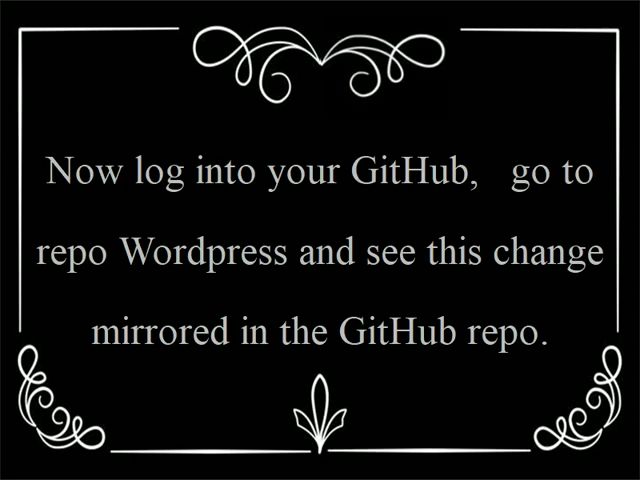 Now log into your GitHub, go to
repo Wordpress and see this change
mirrored in the GitHub repo.